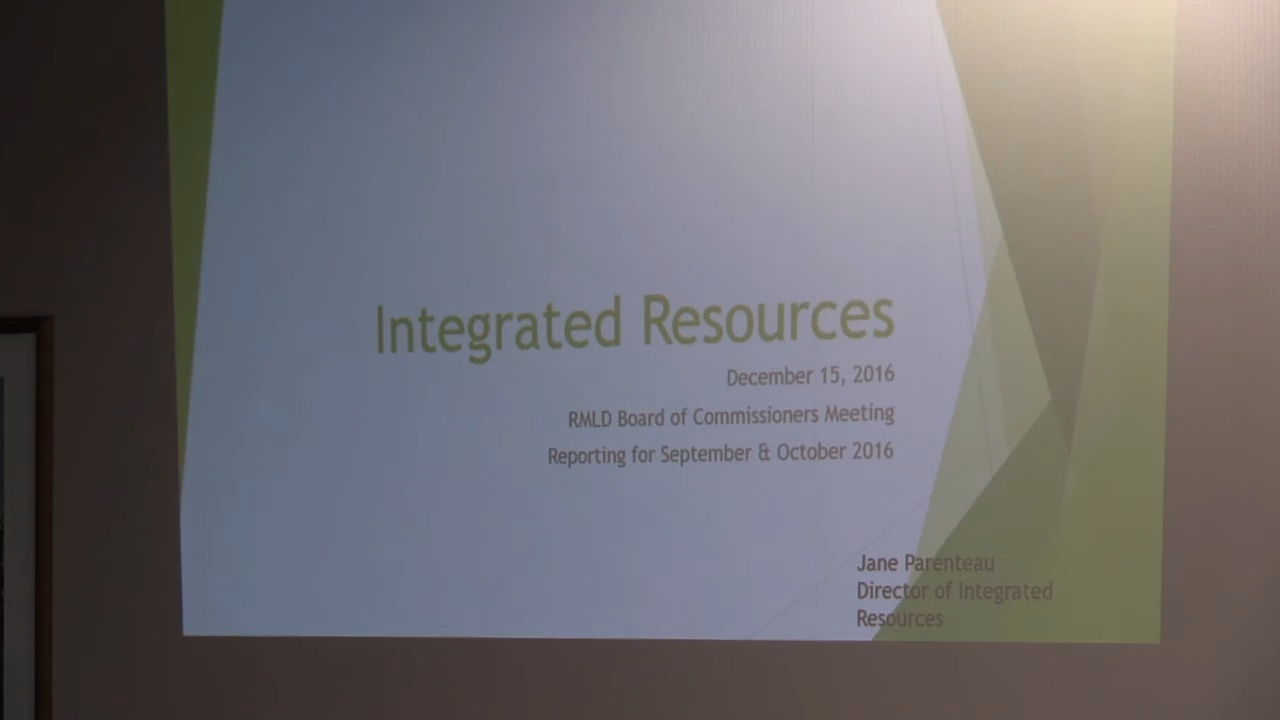 Integrated Resources
December 15, 2016
RMLD Board of Commissioners Meeting
Reporting for September & October 2016
Jane Parenteau
Director of Integrated
Resources